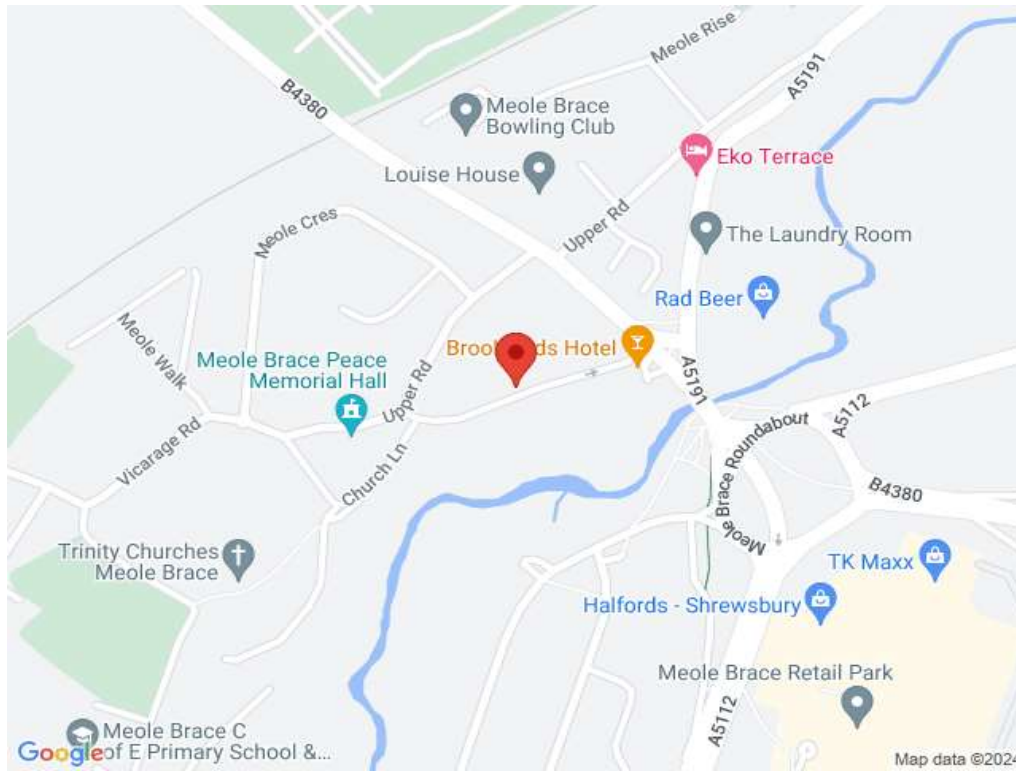 Meole Rise
A5191
B4380
Meole Brace
Bowling Club
Eko Terrace
Louise House
Meole Cres
Upper Rd
The Laundry Room
Rad Beer
Meole Walk
Hotel
Meole Brace Peace
Memorial Hall
Upper Rd
A5191
A5112
Vicarage Rd
Church Ln
Meole Brace Roundabout
B4380
Trinity Churches
Meole Brace
TK Maxx
Halfords - Shrewsbury
Meole Brace Retail Park
A5112
Meole Brace C
of E Primary School &...
Google
Map data ©2024